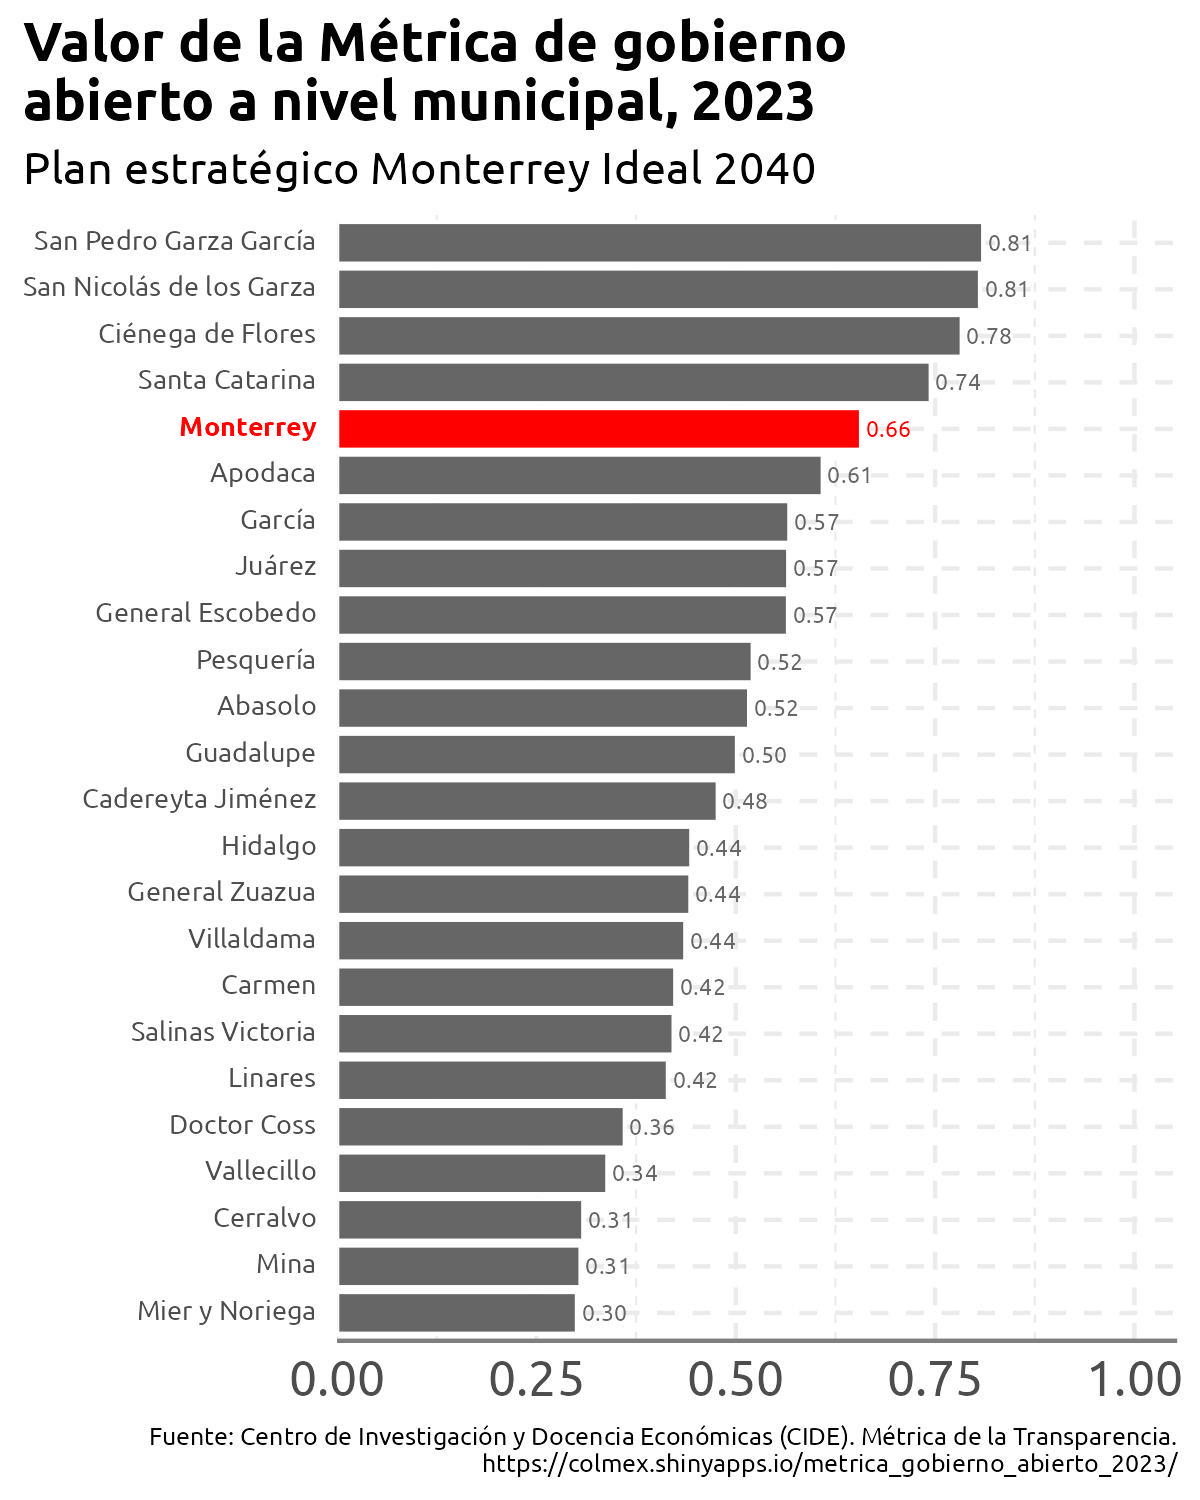 Valor de la Métrica de gobierno
abierto a nivel municipal, 2023
Plan estratégico Monterrey Ideal 2040
San Pedro Garza García 0.81
San Nicolás de los Garza 0.81
Ciénega de Flores 0.78
Santa Catarina 0.74
Monterrey 0.66
Apodaca 0.61
García 0.57
Juárez 0.57
General Escobedo 0.57
Pesquería 0.52
Abasolo 0.52
Guadalupe 0.50
Cadereyta Jiménez 0.48
Hidalgo 0.44
General Zuazua 0.44
Villaldama 0.44
Carmen 0.42
Salinas Victoria 0.42
Linares 0.42
Doctor Coss 0.36
Vallecillo 0.34
Cerralvo 0.31
Mina 0.31
Mier y Noriega 0.30
0.00 0.25 0.50 0.75 1.00
Fuente: Centro de Investigación y Docencia Económicas (CIDE). Métrica de la Transparencia.
https://colmex.shinyapps.io/metrica_gobierno_abierto_2023/